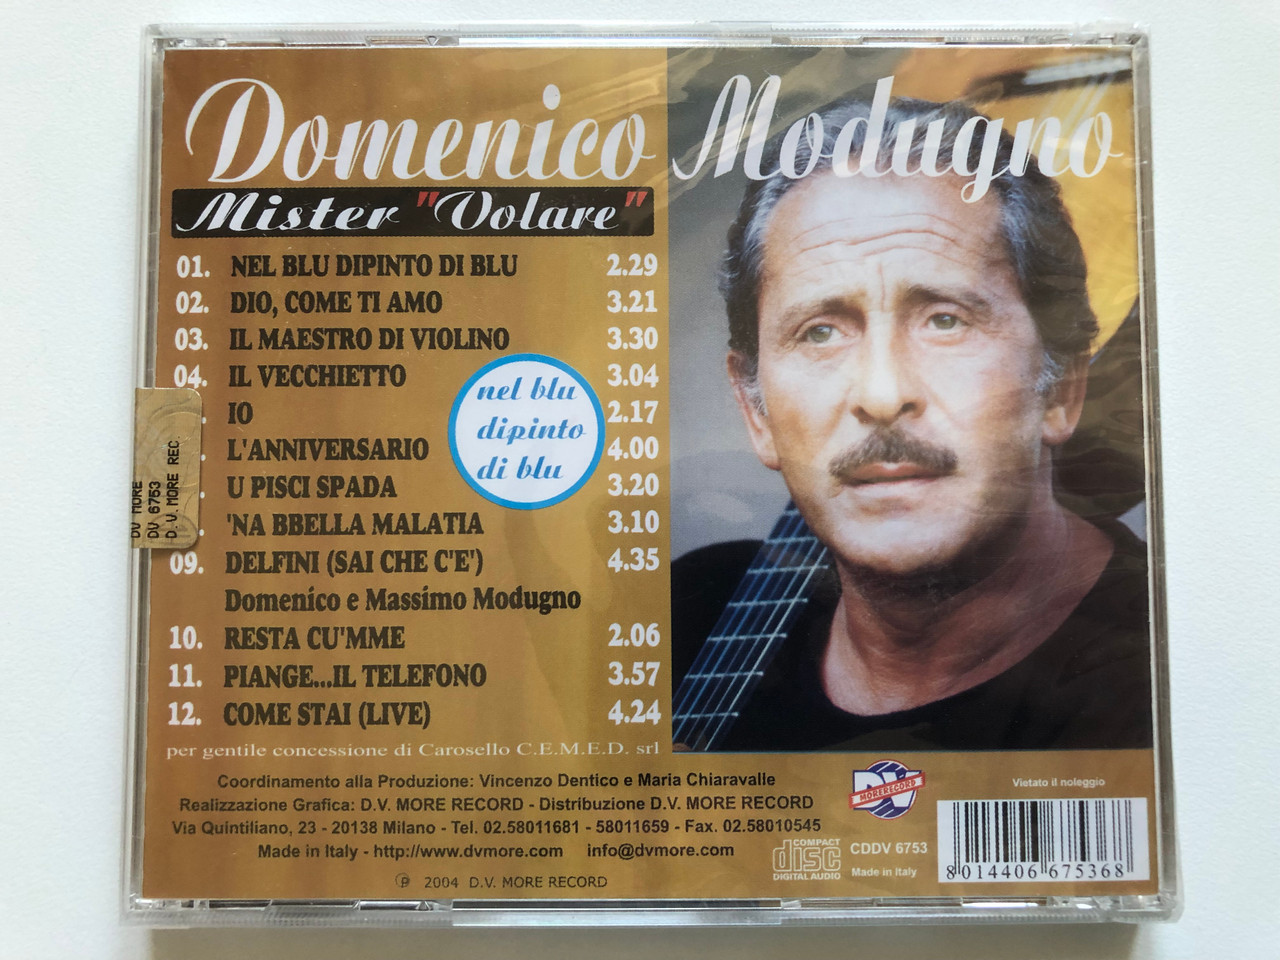 Domenico Modugno
Mister "Volare"
01. NEL BLU DIPINTO DI BLU 2.29
02. DIO, COME TI AMO 3.21
03. IL MAESTRO DI VIOLINO 3.30
04. IL VECCHIETTO 3.04
IO 2.17
L'ANNIVERSARIO 4.00
U PISCI SPADA 3.20
'NA BBELLA MALATIA 3.10
09. DELFINI (SAI CHE C'E') 4.35
Domenico e Massimo Modugno
10. RESTA CU'MME 2.06
11. PIANGE...IL TELEFONO 3.57
12. COME STAI (LIVE) 4.24
nel blu
dipinto
di blu
DV MORE
DV 6753
D.V. MORE REC
per gentile concessione di Carosello C.E.M.E.D. srl
Coordinamento alla Produzione: Vincenzo Dentico e Maria Chiaravalle
Realizzazione Grafica: D.V. MORE RECORD - Distribuzione D.V. MORE RECORD
Via Quintiliano, 23 - 20138 Milano - Tel. 02.58011681 - 58011659 - Fax. 02.58010545
Made in Italy - http://www.dvmore.com info@dvmore.com
℗ 2004 D.V. MORE RECORD
DV
MORERECORD
COMPACT
disc
DIGITAL AUDIO
CDDV 6753
Made in Italy
Vietato il noleggio
8014406675368